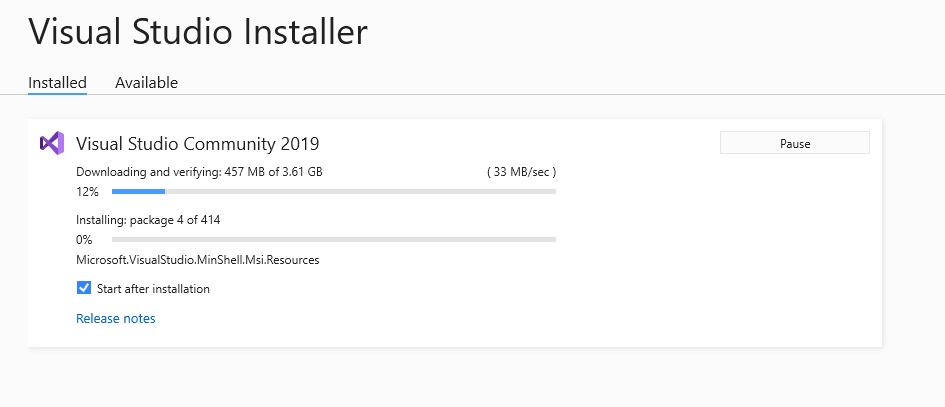 Visual Studio Installer
Installed Available
Visual Studio Community 2019 Pause
Downloading and verifying: 457 MB of 3.61 GB ( 33 MB/sec )
12%
Installing: package 4 of 414
0%
Microsoft.VisualStudio.MinShell.Msi.Resources
Start after installation
Release notes